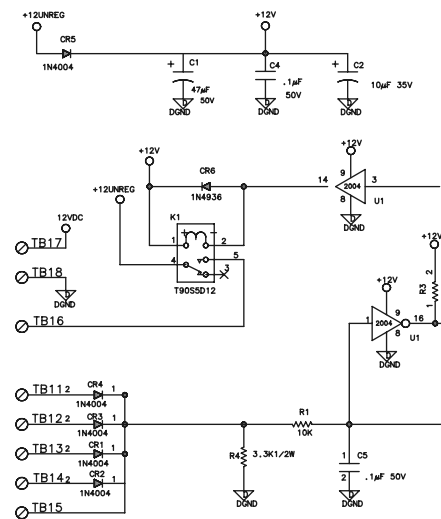 +12UNREG
+12V
CR5
1N4004
C1
47µF
50V
C4
.1µF
50V
C2
10µF 35V
DGND
DGND
DGND
+12V
CR6
1N4936
+12UNREG
K1
1
2
4
5
3
T90S5D12
14
+12V
9
2004
3
8
U1
DGND
12VDC
TB17
TB18
DGND
TB16
+12V
+12V
R3
2
1
1
9
2004
16
8
U1
DGND
TB11 2
CR4
1
1N4004
TB12 2
CR3
1
1N4004
TB13 2
CR1
1
1N4004
TB14 2
CR2
1
1N4004
TB15
R1
10K
R4
3.3K1/2W
DGND
C5
1
2
.1µF 50V
DGND